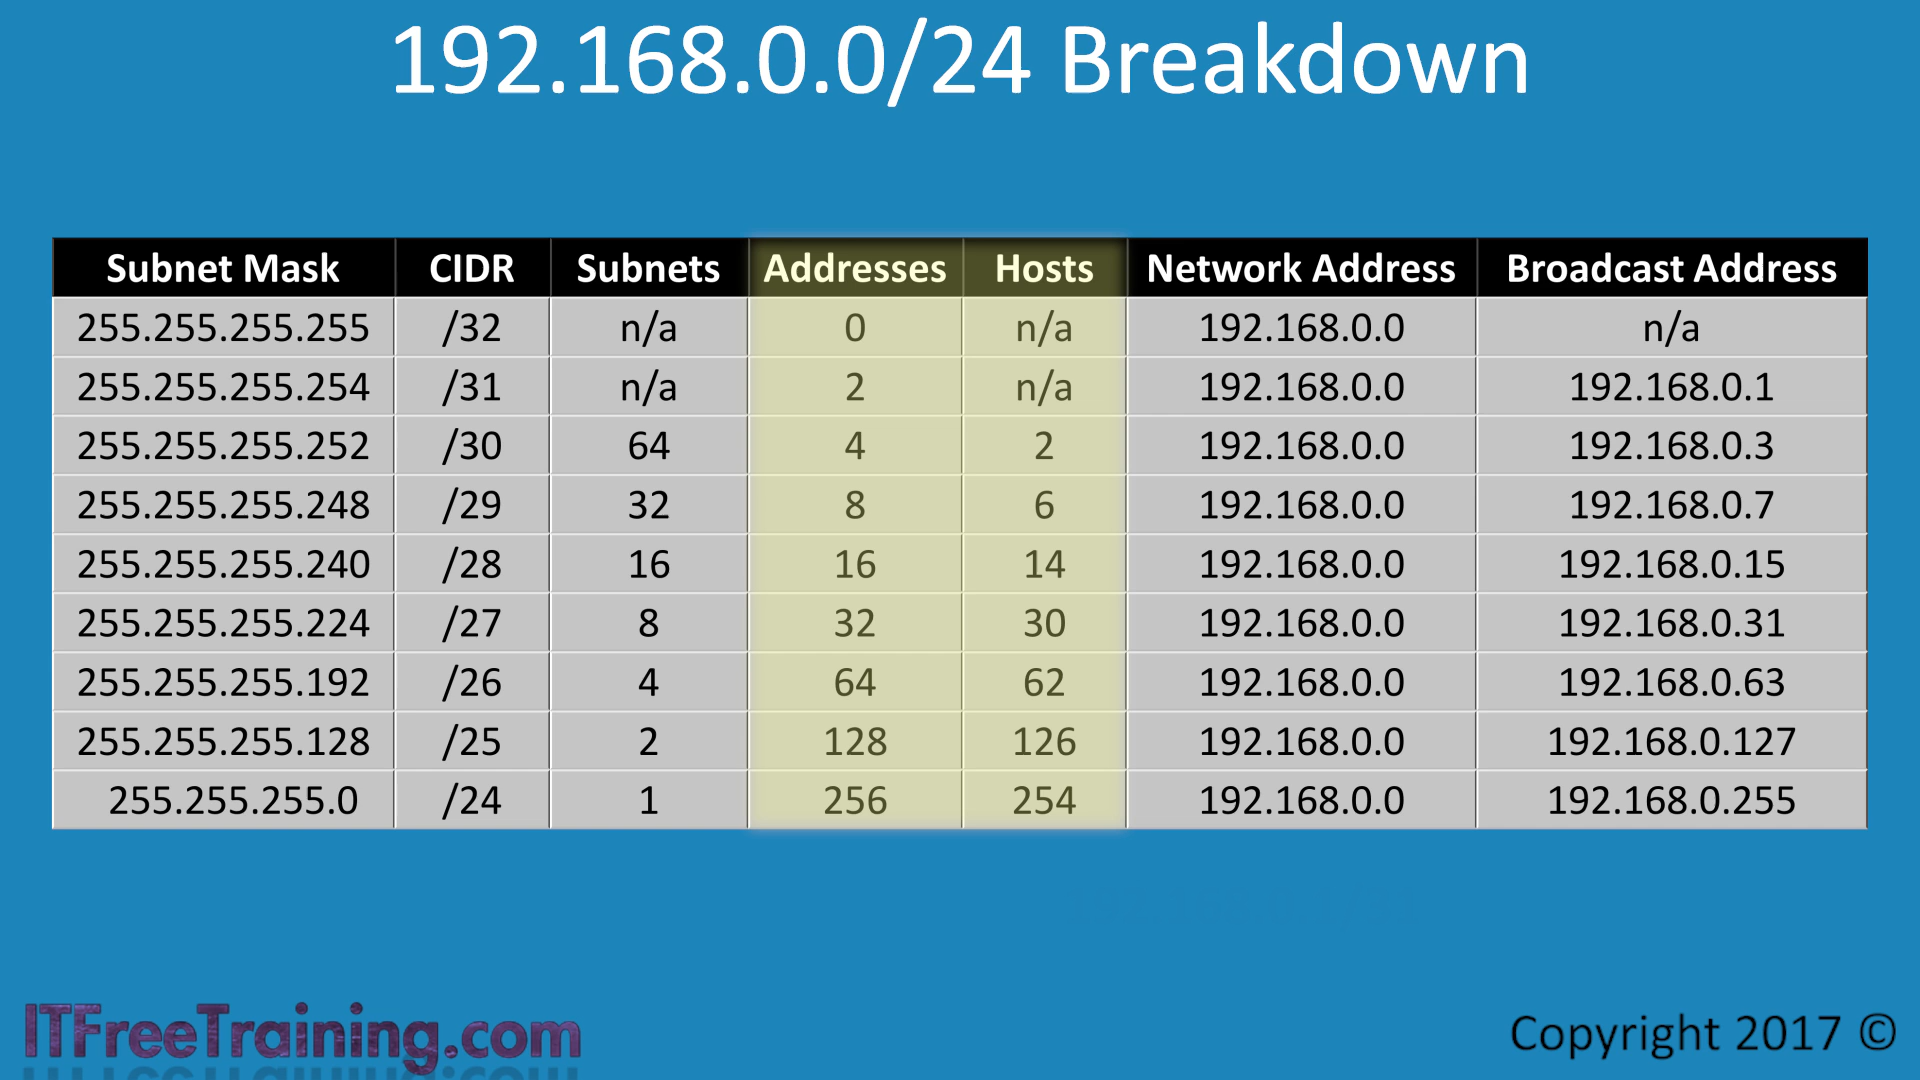 192.168.0.0/24 Breakdown
Subnet Mask CIDR Subnets Addresses Hosts Network Address Broadcast Address
255.255.255.255 /32 n/a 0 n/a 192.168.0.0 n/a
255.255.255.254 /31 n/a 2 n/a 192.168.0.0 192.168.0.1
255.255.255.252 /30 64 4 2 192.168.0.0 192.168.0.3
255.255.255.248 /29 32 8 6 192.168.0.0 192.168.0.7
255.255.255.240 /28 16 16 14 192.168.0.0 192.168.0.15
255.255.255.224 /27 8 32 30 192.168.0.0 192.168.0.31
255.255.255.192 /26 4 64 62 192.168.0.0 192.168.0.63
255.255.255.128 /25 2 128 126 192.168.0.0 192.168.0.127
255.255.255.0 /24 1 256 254 192.168.0.0 192.168.0.255
ITFreeTraining.com
Copyright 2017 ©